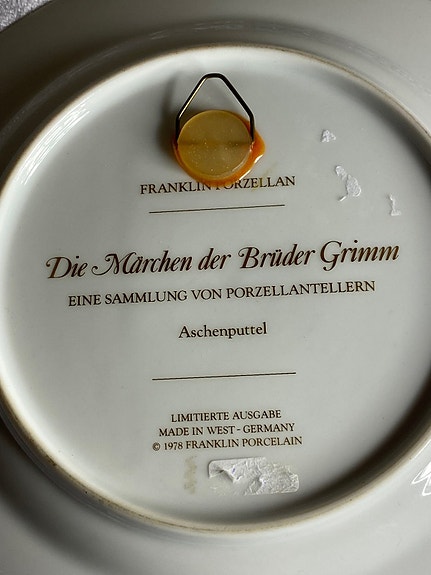 FRANKLIN PORZELLAN
Die Märchen der Brüder Grimm
EINE SAMMLUNG VON PORZELLANTELLERN
Aschenputtel
LIMITIERTE AUSGABE
MADE IN WEST - GERMANY
© 1978 FRANKLIN PORCELAIN